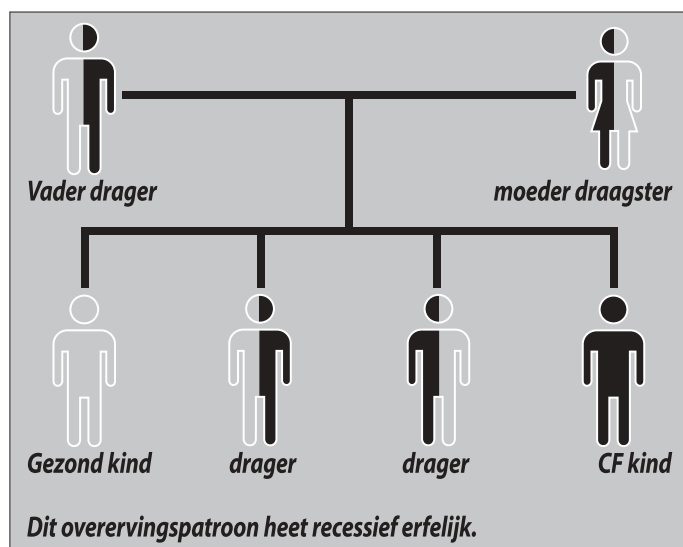 Vader drager
moeder draagster
Gezond kind
drager
drager
CF kind
Dit overervingspatroon heet recessief erfelijk.